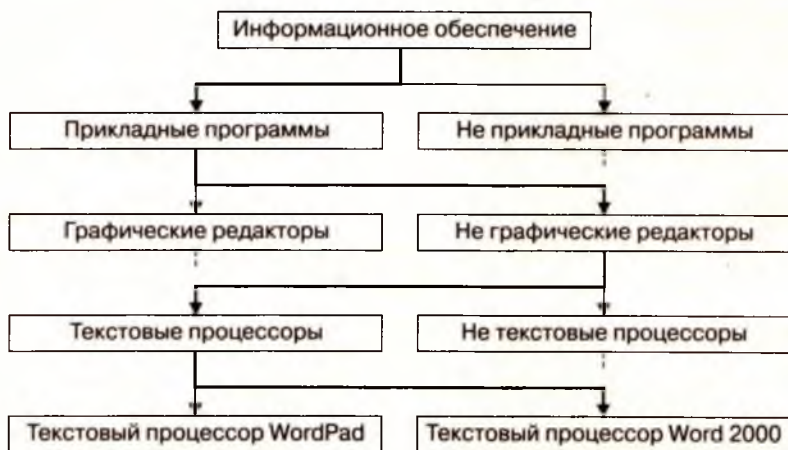 Информационное обеспечение
Прикладные программы
Не прикладные программы
Графические редакторы
Не графические редакторы
Текстовые процессоры
Не текстовые процессоры
Текстовый процессор WordPad
Текстовый процессор Word 2000